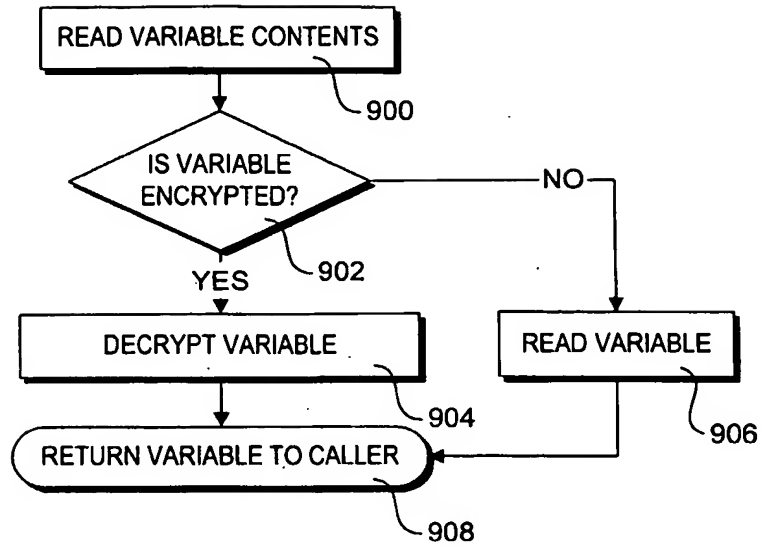 READ VARIABLE CONTENTS
900
IS VARIABLE
ENCRYPTED?
902
NO
YES
DECRYPT VARIABLE
904
READ VARIABLE
906
RETURN VARIABLE TO CALLER
908